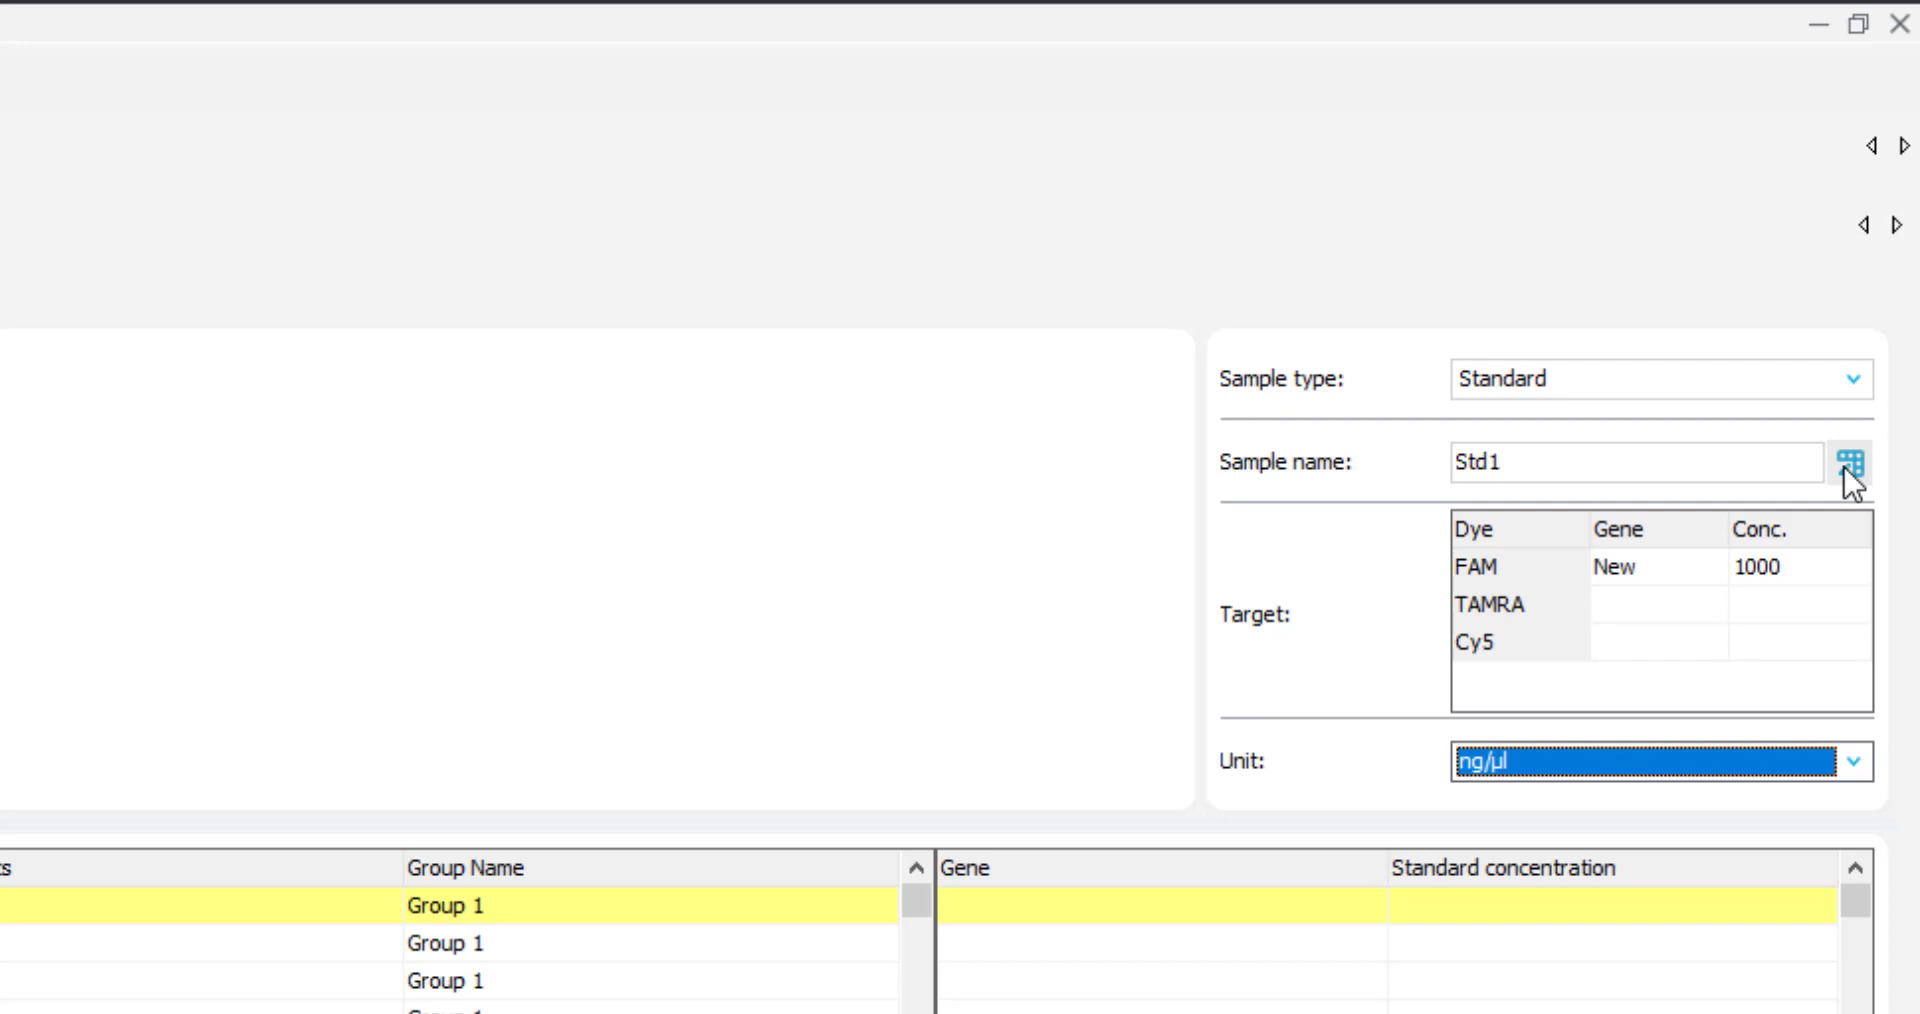 Sample type: Standard
Sample name: Std1
Dye Gene Conc.
FAM New 1000
TAMRA
Target:
Cy5
Unit: ng/µl
Group Name Gene Standard concentration
Group 1
Group 1
Group 1